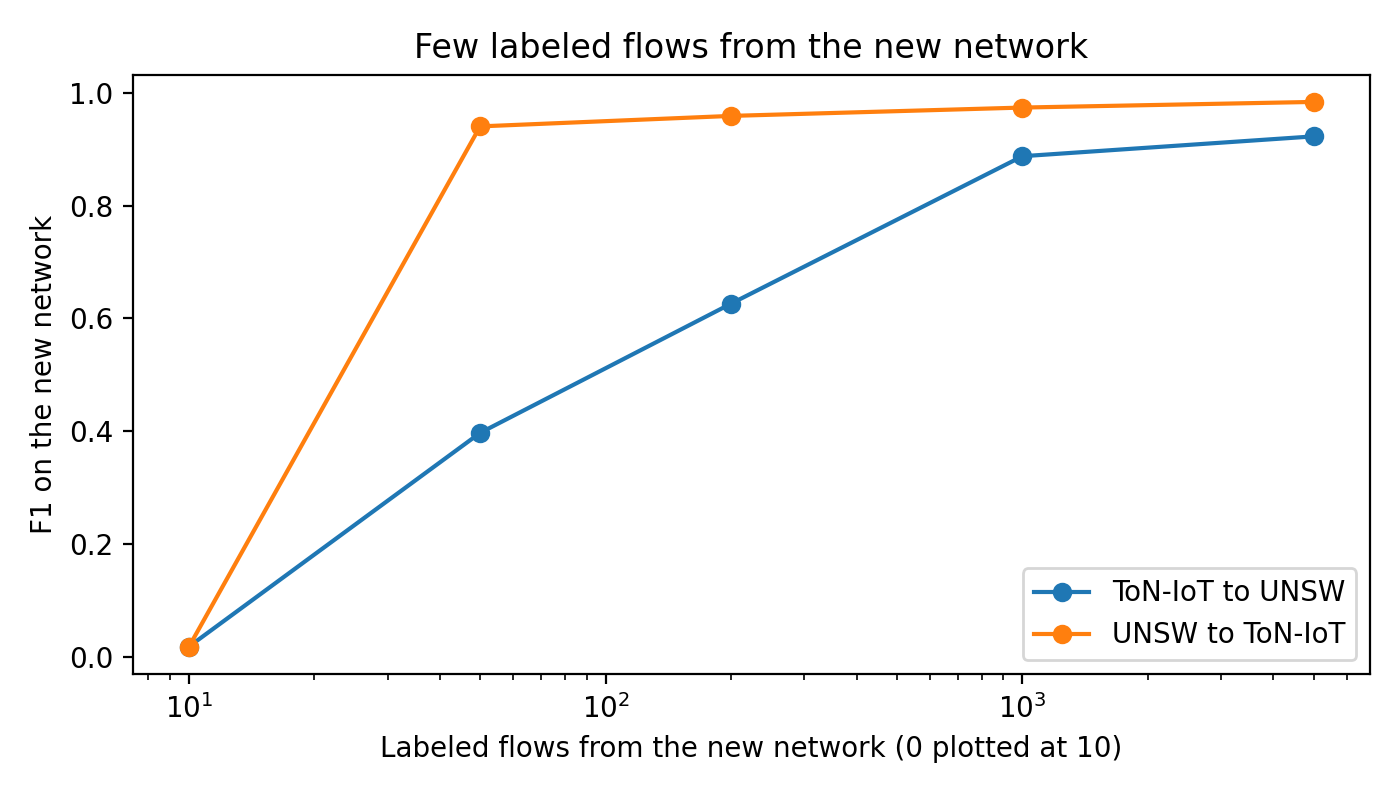 Few labeled flows from the new network
1.0
0.8
0.6
0.4
0.2
0.0
F1 on the new network
ToN-IoT to UNSW
UNSW to ToN-IoT
10¹ 10² 10³
Labeled flows from the new network (0 plotted at 10)